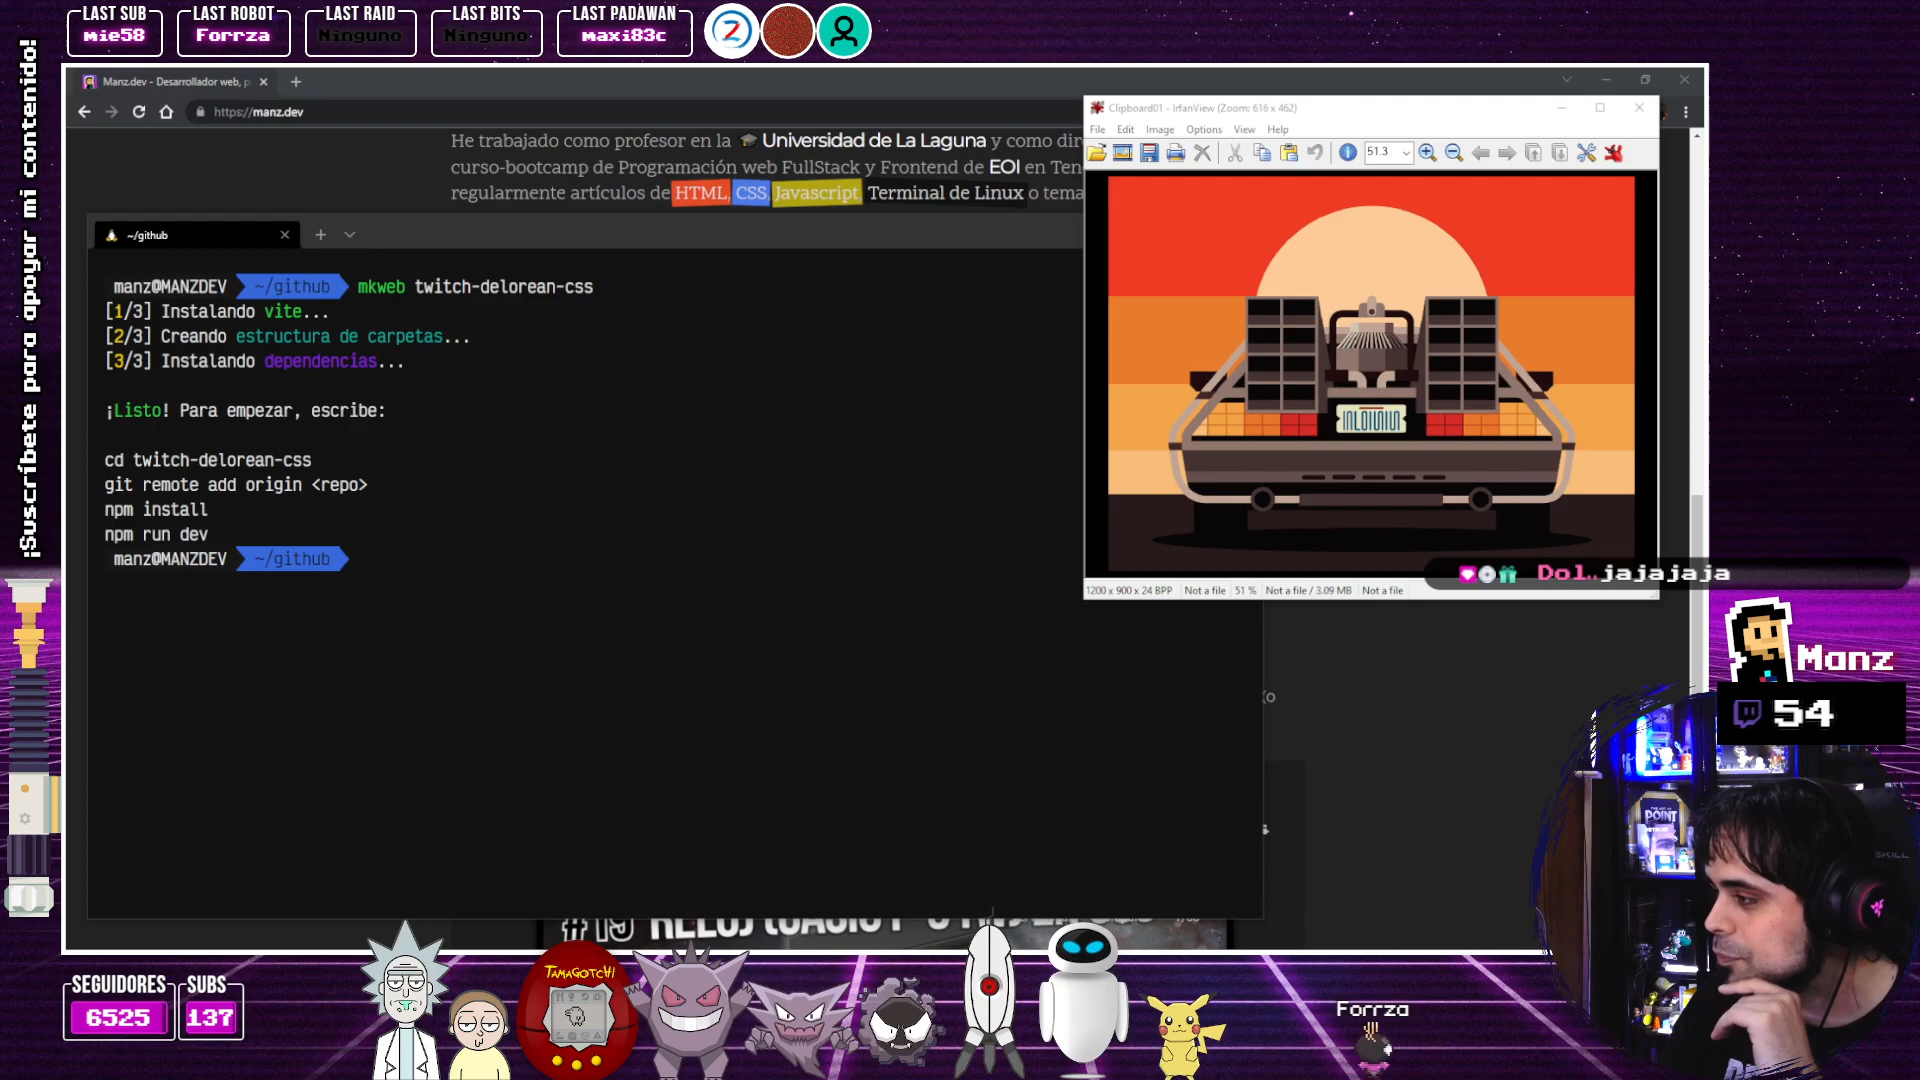 LAST SUB
mie58
LAST ROBOT
Forrza
LAST RAID
Ninguno
LAST BITS
Ninguno
LAST PADAWAN
maxi83c
¡Suscríbete para apoyar mi contenido!
Manz.dev - Desarrollador web, p
https://manz.dev
He trabajado como profesor en la Universidad de La Laguna y como dir
curso-bootcamp de Programación web FullStack y Frontend de EOI en Ten
regularmente artículos de HTML, CSS, Javascript, Terminal de Linux o tema
~/github
manz@MANZDEV ~/github mkweb twitch-delorean-css
[1/3] Instalando vite...
[2/3] Creando estructura de carpetas...
[3/3] Instalando dependencias...
¡Listo! Para empezar, escribe:
cd twitch-delorean-css
git remote add origin <repo>
npm install
npm run dev
manz@MANZDEV ~/github
Clipboard01 - IrfanView (Zoom: 616 x 462)
File Edit Image Options View Help
51.3
1200 x 900 x 24 BPP Not a file 51 % Not a file / 3.09 MB Not a file
Dol..jajajaja
Manz
54
POINT
SKILL
#19 RELOJ
TAMAGOTCHI
SEGUIDORES
6525
SUBS
137
Forrza